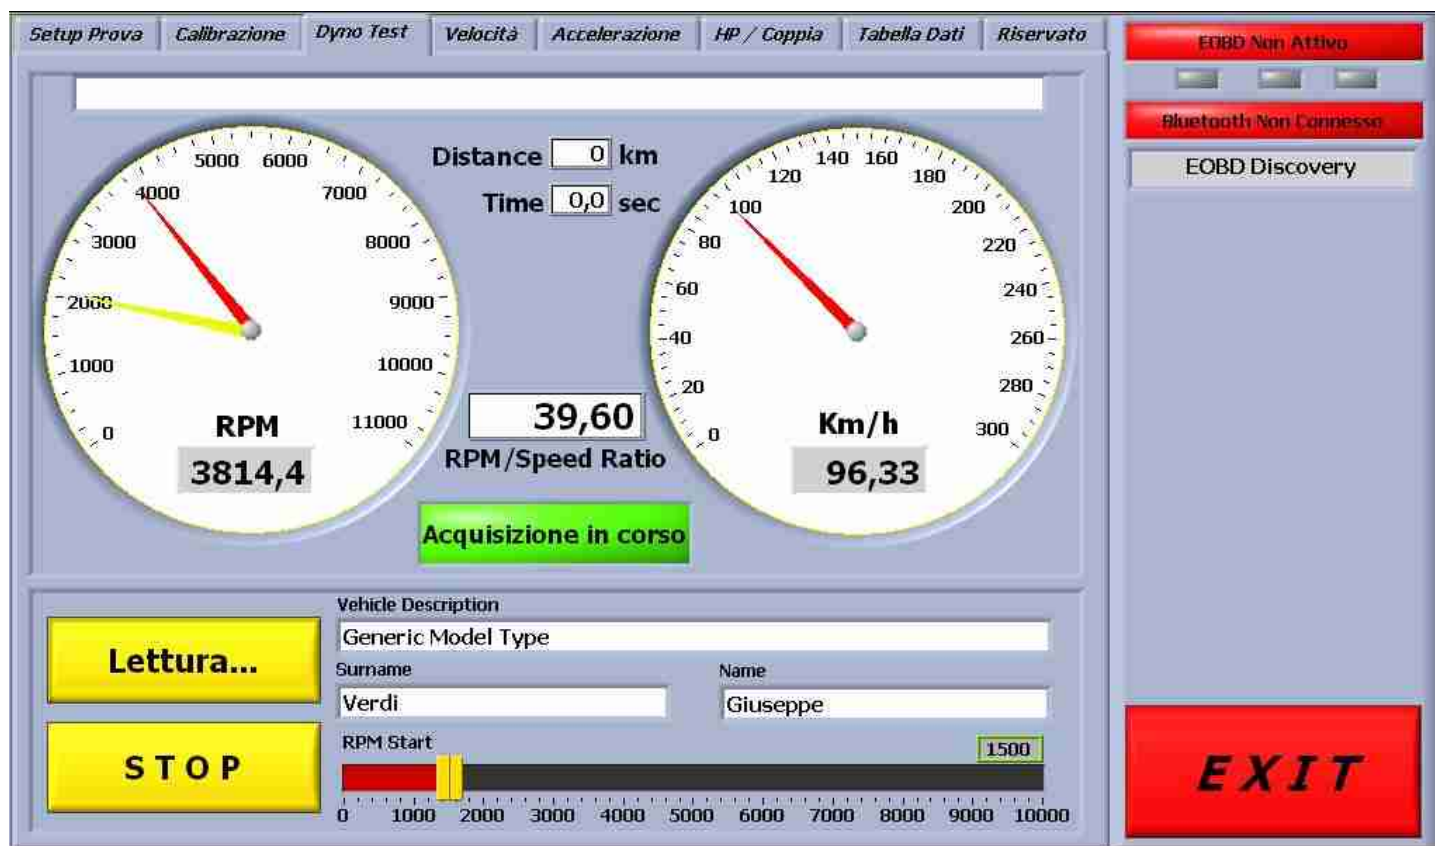 Setup Prova Calibrazione Dyno Test Velocità Accelerazione HP / Coppia Tabella Dati Riservato
EOBD Non Attivo
Bluetooth Non Connesso
EOBD Discovery
Distance 0 km
Time 0,0 sec
0 1000 2000 3000 4000 5000 6000 7000 8000 9000 10000 11000
RPM
3814,4
39,60
RPM/Speed Ratio
0 20 40 60 80 100 120 140 160 180 200 220 240 260 280 300
Km/h
96,33
Acquisizione in corso
Lettura...
STOP
Vehicle Description
Generic Model Type
Surname Name
Verdi Giuseppe
RPM Start 1500
0 1000 2000 3000 4000 5000 6000 7000 8000 9000 10000
EXIT